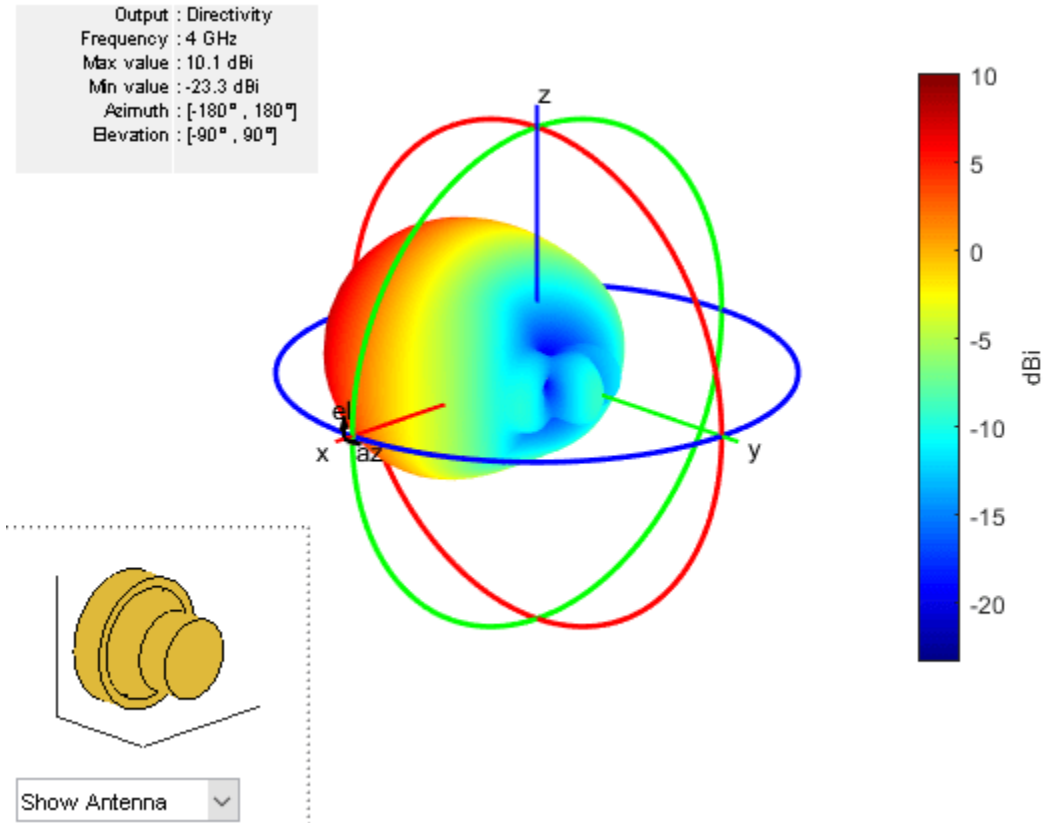 Output : Directivity
Frequency : 4 GHz
Max value : 10.1 dBi
Min value : -23.3 dBi
Azimuth : [-180° , 180°]
Elevation : [-90° , 90°]
z
el
x
az
y
10
5
0
-5
-10
-15
-20
dBi
Show Antenna